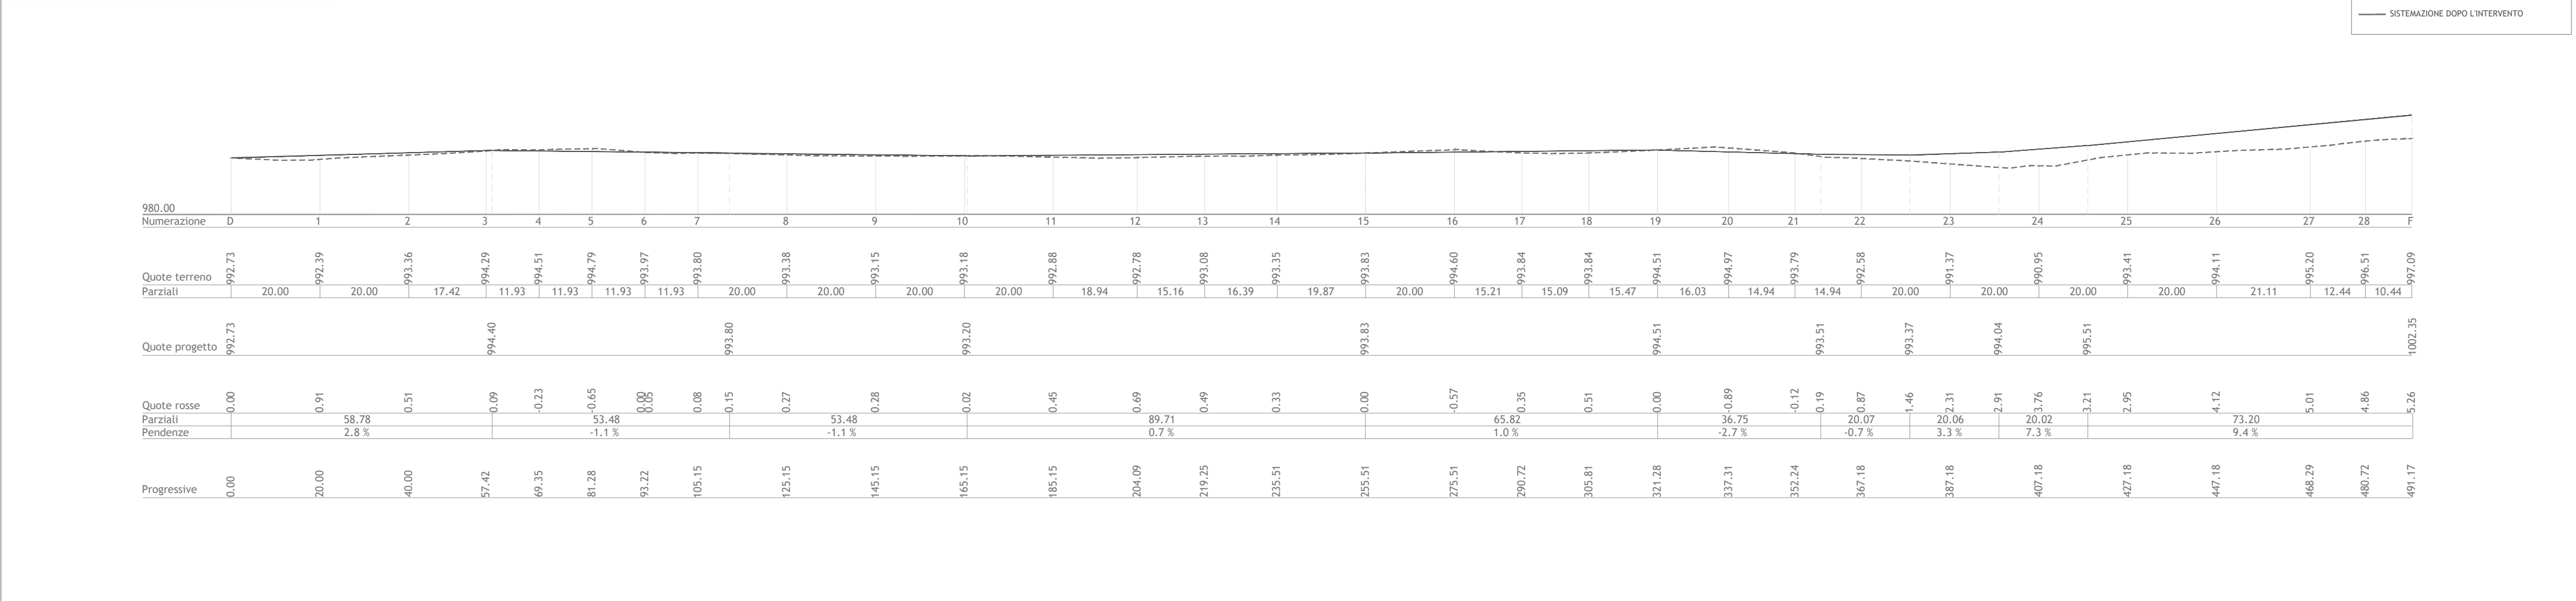 SISTEMAZIONE DOPO L'INTERVENTO
980.00
Numerazione D 1 2 3 4 5 6 7 8 9 10 11 12 13 14 15 16 17 18 19 20 21 22 23 24 25 26 27 28 F
Quote terreno 992.73 992.39 993.36 994.29 994.51 994.79 993.97 993.80 993.38 993.15 993.18 992.88 992.78 993.08 993.35 993.83 994.60 993.84 993.84 994.51 994.97 993.79 992.58 991.37 990.95 993.41 994.11 995.20 996.51 997.09
Parziali 20.00 20.00 17.42 11.93 11.93 11.93 11.93 20.00 20.00 20.00 20.00 18.94 15.16 16.39 19.87 20.00 15.21 15.09 15.47 16.03 14.94 14.94 20.00 20.00 20.00 20.00 21.11 12.44 10.44
Quote progetto 992.73 994.40 993.80 993.20 993.83 994.51 993.51 993.37 994.04 995.51 1002.35
Quote rosse 0.00 0.91 0.51 0.09 -0.23 -0.65 0.00 0.05 0.08 0.15 0.27 0.28 0.02 0.45 0.69 0.49 0.33 0.00 -0.57 0.35 0.51 0.00 -0.89 -0.12 0.19 0.87 1.46 2.31 2.91 3.76 3.21 2.95 4.12 5.01 4.86 5.26
Parziali 58.78 53.48 53.48 89.71 65.82 36.75 20.07 20.06 20.02 73.20
Pendenze 2.8 % -1.1 % -1.1 % 0.7 % 1.0 % -2.7 % -0.7 % 3.3 % 7.3 % 9.4 %
Progressive 0.00 20.00 40.00 57.42 69.35 81.28 93.22 105.15 125.15 145.15 165.15 185.15 204.09 219.25 235.51 255.51 275.51 290.72 305.81 321.28 337.31 352.24 367.18 387.18 407.18 427.18 447.18 468.29 480.72 491.17